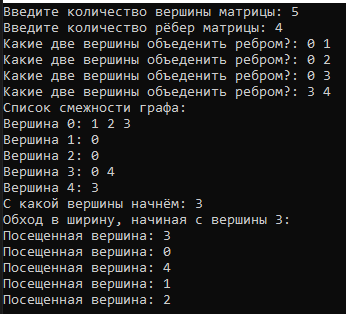 Введите количество вершины матрицы: 5
Введите количество рёбер матрицы: 4
Какие две вершины объеденить ребром?: 0 1
Какие две вершины объеденить ребром?: 0 2
Какие две вершины объеденить ребром?: 0 3
Какие две вершины объеденить ребром?: 3 4
Список смежности графа:
Вершина 0: 1 2 3
Вершина 1: 0
Вершина 2: 0
Вершина 3: 0 4
Вершина 4: 3
С какой вершины начнём: 3
Обход в ширину, начиная с вершины 3:
Посещенная вершина: 3
Посещенная вершина: 0
Посещенная вершина: 4
Посещенная вершина: 1
Посещенная вершина: 2